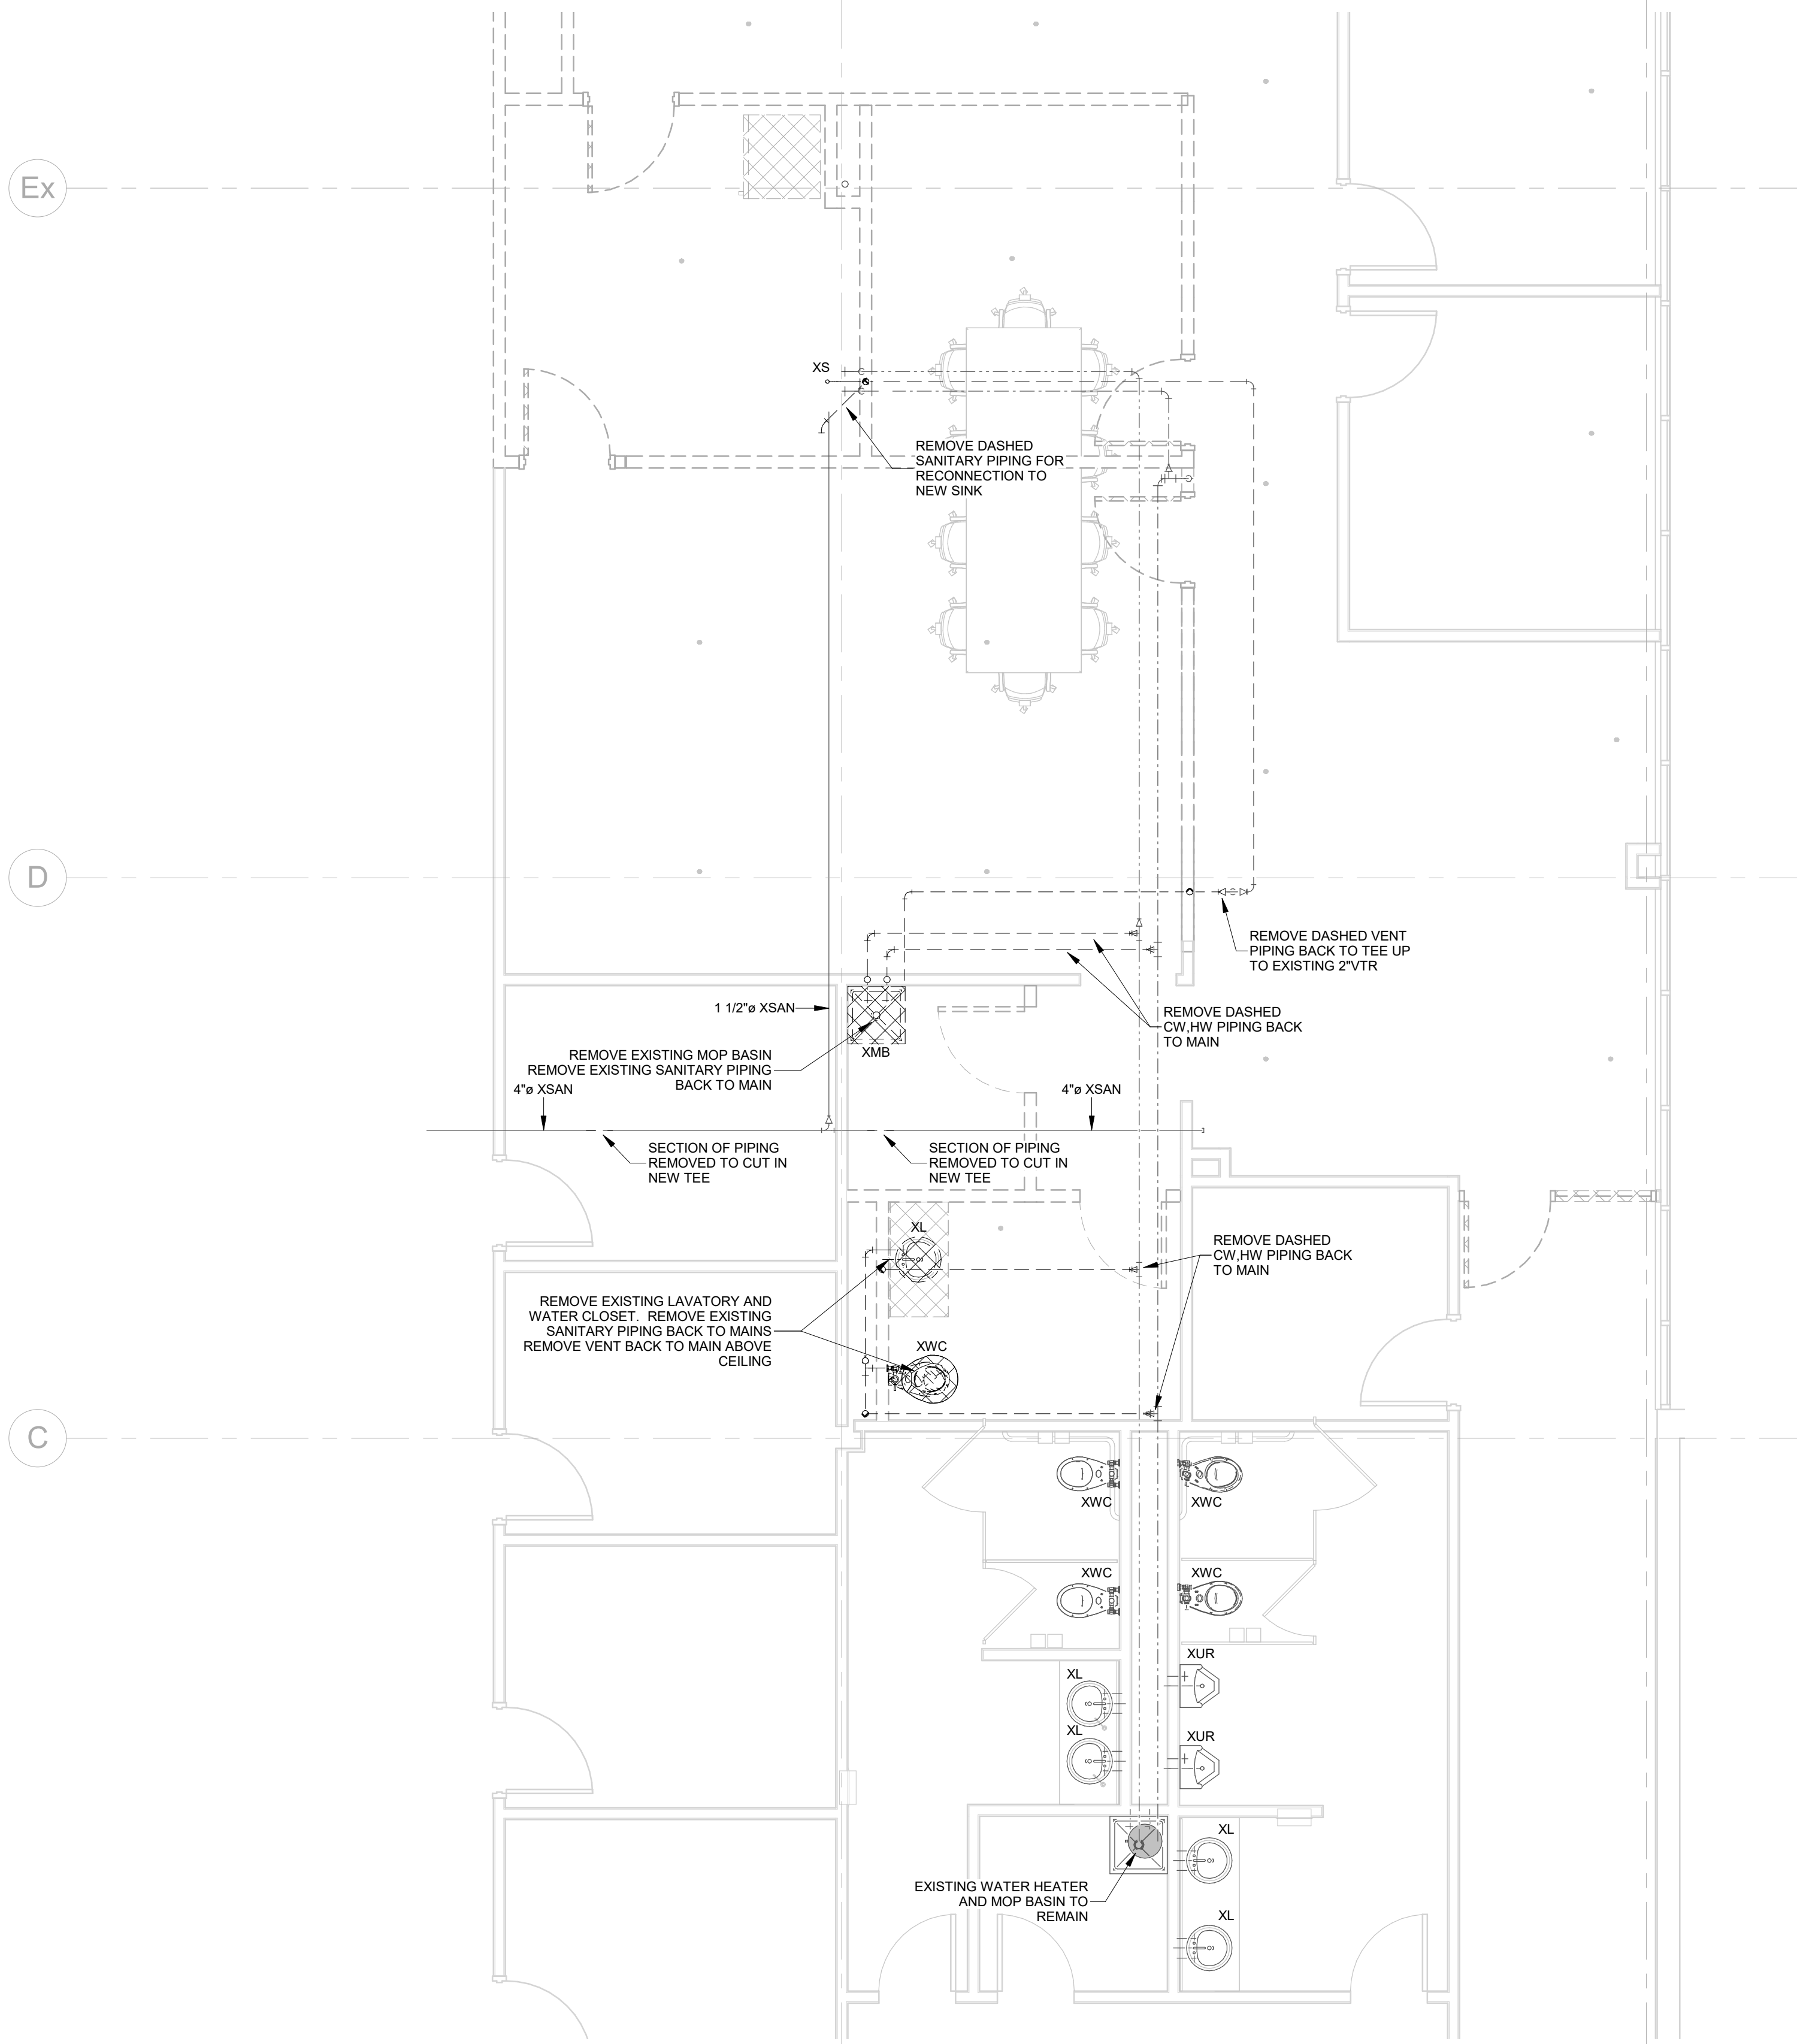 Ex
XS
REMOVE DASHED
SANITARY PIPING FOR
RECONNECTION TO
NEW SINK
D
REMOVE DASHED VENT
PIPING BACK TO TEE UP
TO EXISTING 2"VTR
1 1/2"ø XSAN
REMOVE DASHED
CW,HW PIPING BACK
TO MAIN
XMB
REMOVE EXISTING MOP BASIN
REMOVE EXISTING SANITARY PIPING
BACK TO MAIN
4"ø XSAN
4"ø XSAN
SECTION OF PIPING
REMOVED TO CUT IN
NEW TEE
SECTION OF PIPING
REMOVED TO CUT IN
NEW TEE
XL
REMOVE DASHED
CW,HW PIPING BACK
TO MAIN
REMOVE EXISTING LAVATORY AND
WATER CLOSET. REMOVE EXISTING
SANITARY PIPING BACK TO MAINS
REMOVE VENT BACK TO MAIN ABOVE
CEILING
XWC
C
XWC
XWC
XWC
XWC
XUR
XL
XL
XUR
XL
EXISTING WATER HEATER
AND MOP BASIN TO
REMAIN
XL